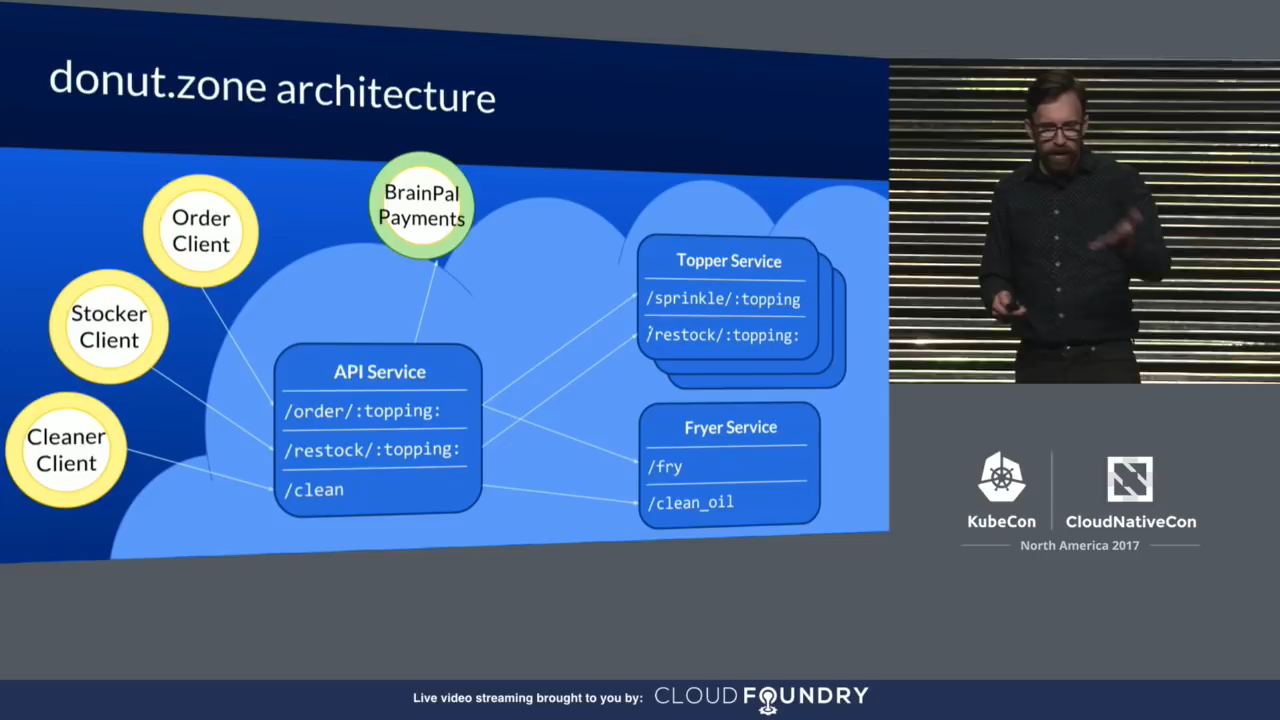 donut.zone architecture
BrainPal
Payments
Order
Client
Stocker
Client
Cleaner
Client
API Service
/order/:topping:
/restock/:topping:
/clean
Topper Service
/sprinkle/:topping
/restock/:topping:
Fryer Service
/fry
/clean_oil
KubeCon
CloudNativeCon
North America 2017
Live video streaming brought to you by: CLOUD FOUNDRY